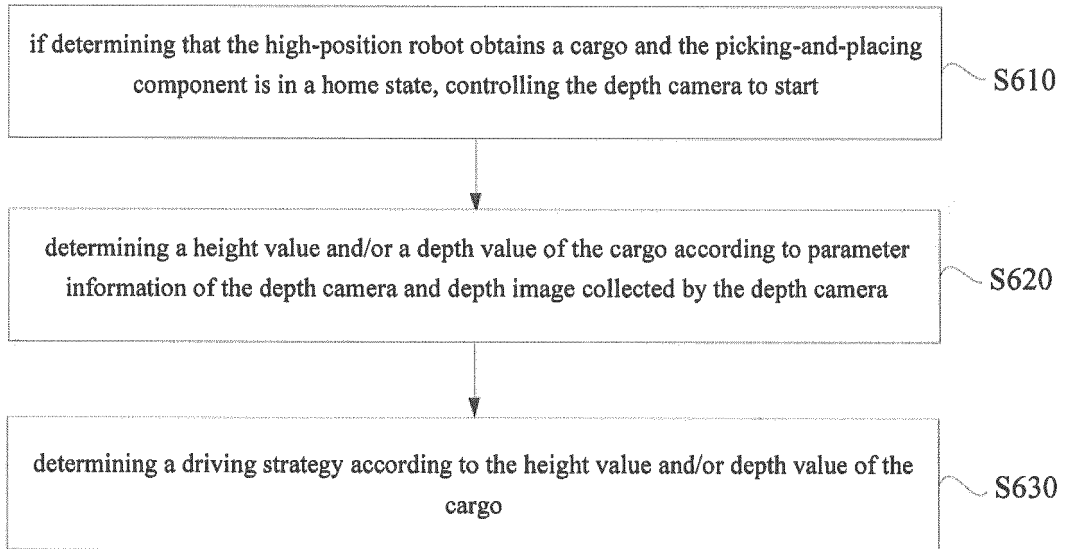 if determining that the high-position robot obtains a cargo and the picking-and-placing
component is in a home state, controlling the depth camera to start
S610
determining a height value and/or a depth value of the cargo according to parameter
information of the depth camera and depth image collected by the depth camera
S620
determining a driving strategy according to the height value and/or depth value of the
cargo
S630